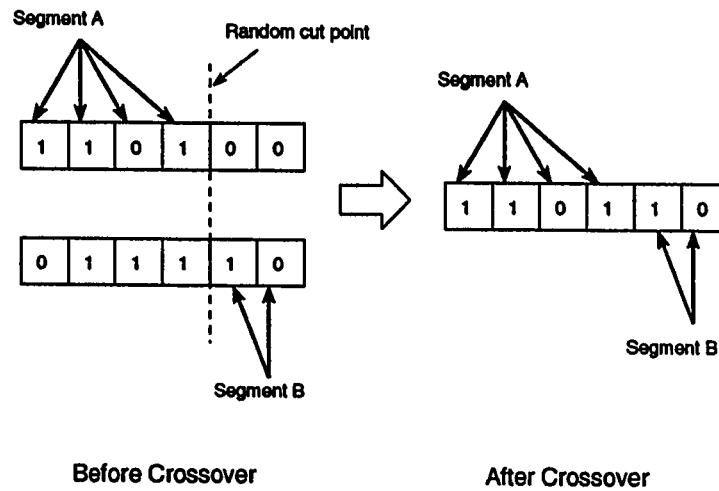 Segment A
Random cut point
1 1 0 1 0 0
0 1 1 1 1 0
Segment B
Before Crossover
Segment A
1 1 0 1 1 0
Segment B
After Crossover